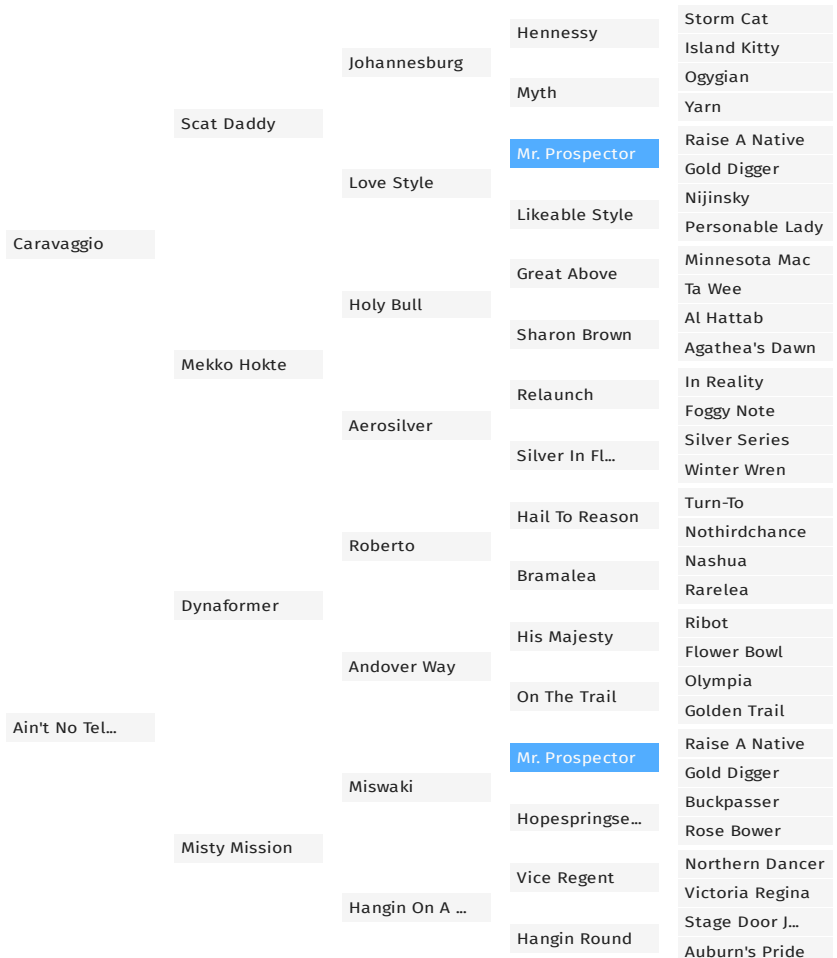 Caravaggio
Ain't No Tel...
Scat Daddy
Mekko Hokte
Dynaformer
Misty Mission
Johannesburg
Love Style
Holy Bull
Aerosilver
Roberto
Andover Way
Miswaki
Hangin On A ...
Hennessy
Myth
Mr. Prospector
Likeable Style
Great Above
Sharon Brown
Relaunch
Silver In Fl...
Hail To Reason
Bramalea
His Majesty
On The Trail
Mr. Prospector
Hopespringse...
Vice Regent
Hangin Round
Storm Cat
Island Kitty
Ogygian
Yarn
Raise A Native
Gold Digger
Nijinsky
Personable Lady
Minnesota Mac
Ta Wee
Al Hattab
Agathea's Dawn
In Reality
Foggy Note
Silver Series
Winter Wren
Turn-To
Nothirdchance
Nashua
Rarelea
Ribot
Flower Bowl
Olympia
Golden Trail
Raise A Native
Gold Digger
Buckpasser
Rose Bower
Northern Dancer
Victoria Regina
Stage Door J...
Auburn's Pride